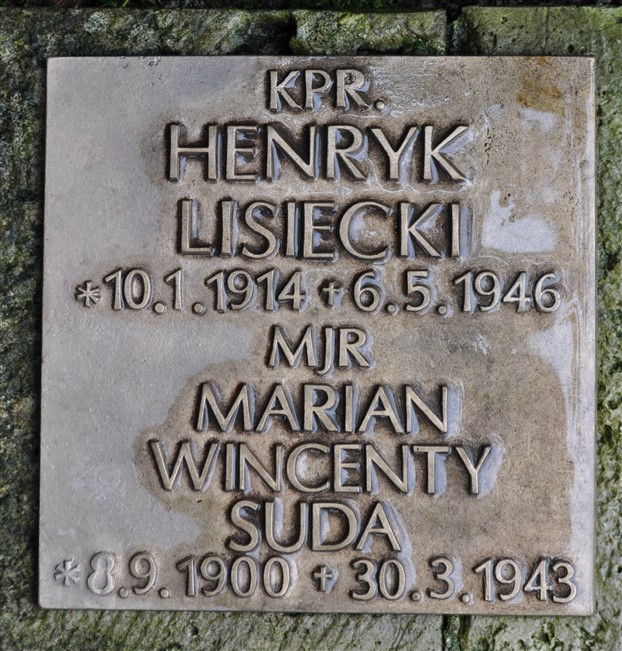 KPR.
HENRYK
LISIECKI
*10.1.1914 ✝ 6.5.1946
MJR
MARIAN
WINCENTY
SUDA
*8.9.1900 ✝ 30.3.1943